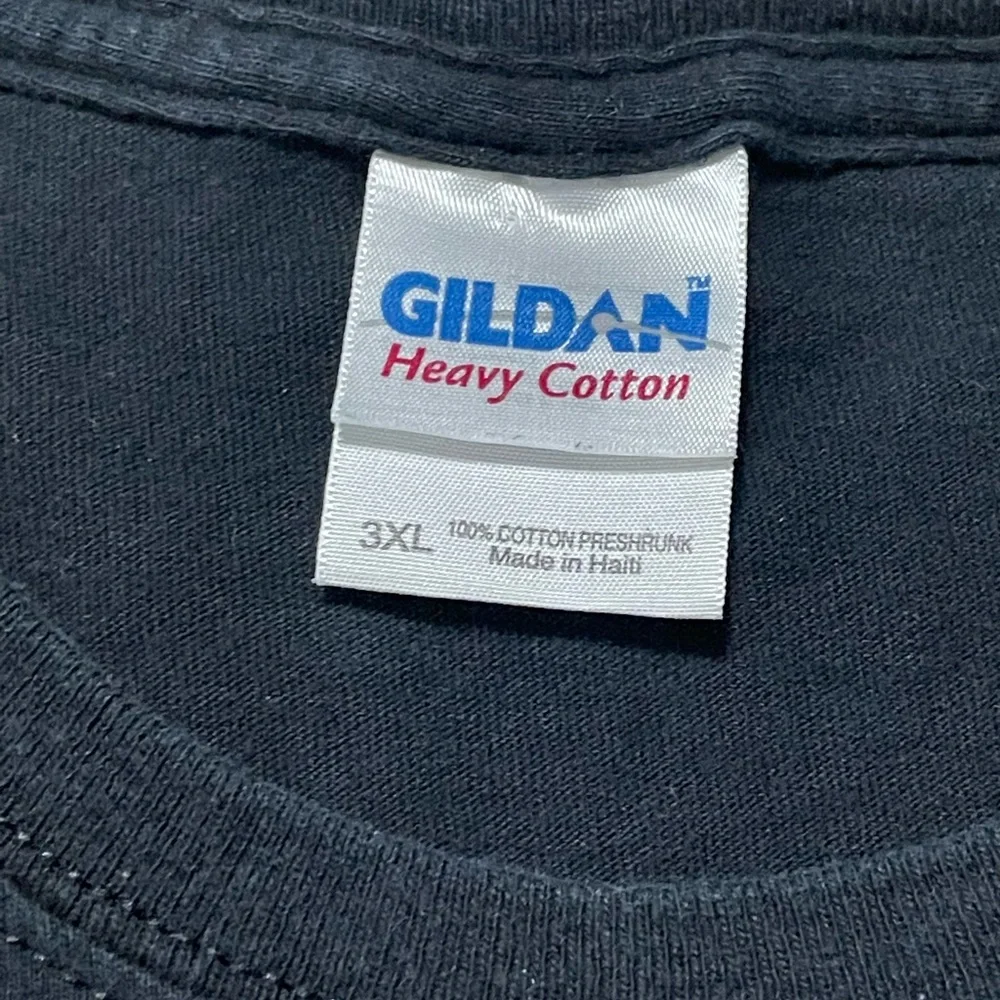 GILDAN™
Heavy Cotton
3XL 100% COTTON PRESHRUNK
Made in Haiti